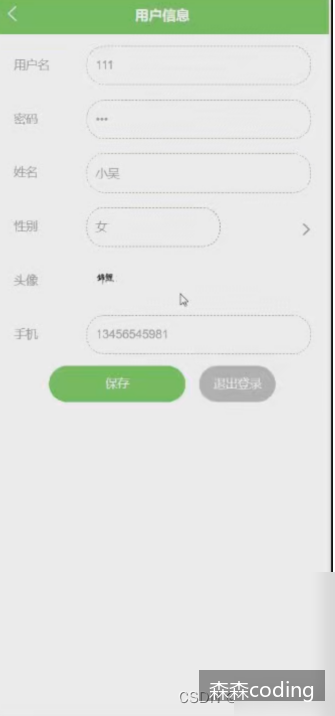 用户信息
用户名 111
密码 •••
姓名 小吴
性别 女
头像
手机 13456545981
保存 退出登录
CSDN @
森森coding